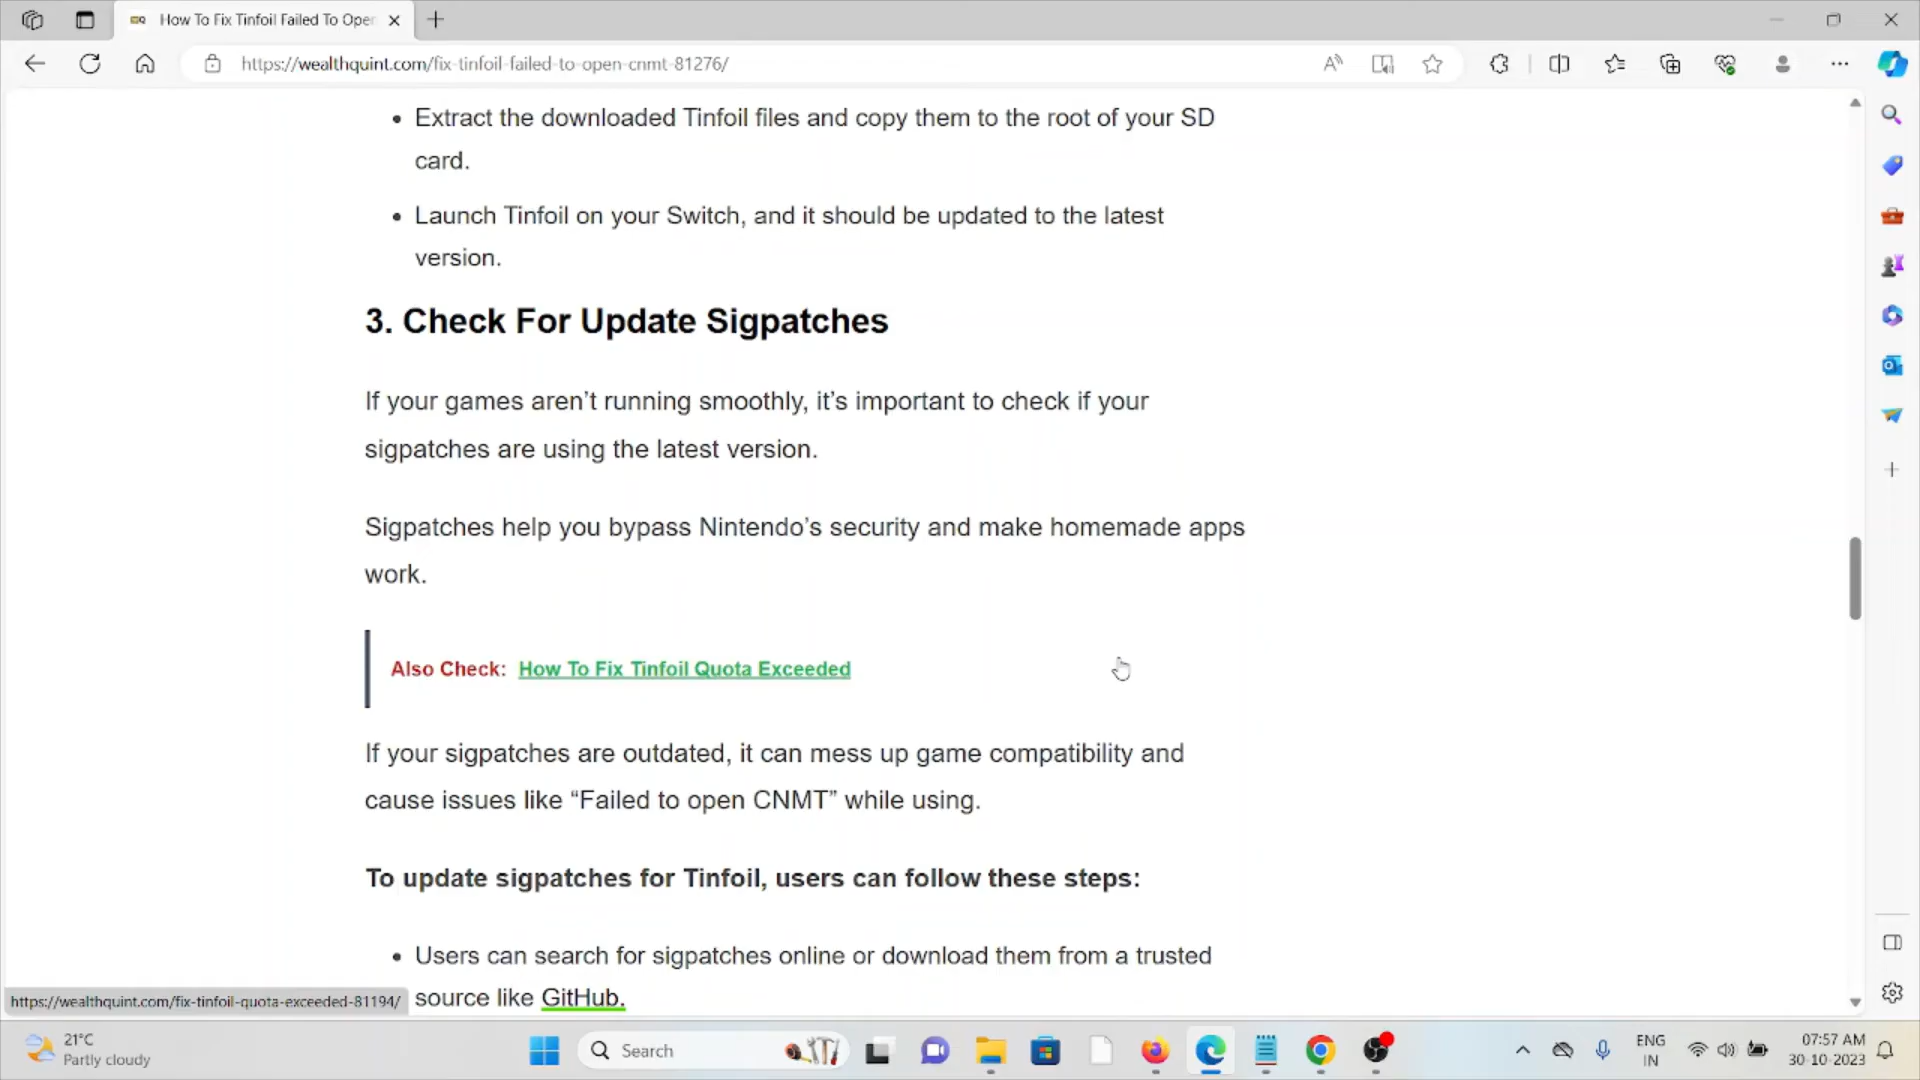 How To Fix Tinfoil Failed To Oper
https://wealthquint.com/fix-tinfoil-failed-to-open-cnmt-81276/
• Extract the downloaded Tinfoil files and copy them to the root of your SD
card.
• Launch Tinfoil on your Switch, and it should be updated to the latest
version.
3. Check For Update Sigpatches
If your games aren’t running smoothly, it’s important to check if your
sigpatches are using the latest version.
Sigpatches help you bypass Nintendo’s security and make homemade apps
work.
Also Check: How To Fix Tinfoil Quota Exceeded
If your sigpatches are outdated, it can mess up game compatibility and
cause issues like “Failed to open CNMT” while using.
To update sigpatches for Tinfoil, users can follow these steps:
• Users can search for sigpatches online or download them from a trusted
source like GitHub.
https://wealthquint.com/fix-tinfoil-quota-exceeded-81194/
21°C
Partly cloudy
Search
ENG
IN
07:57 AM
30-10-2023